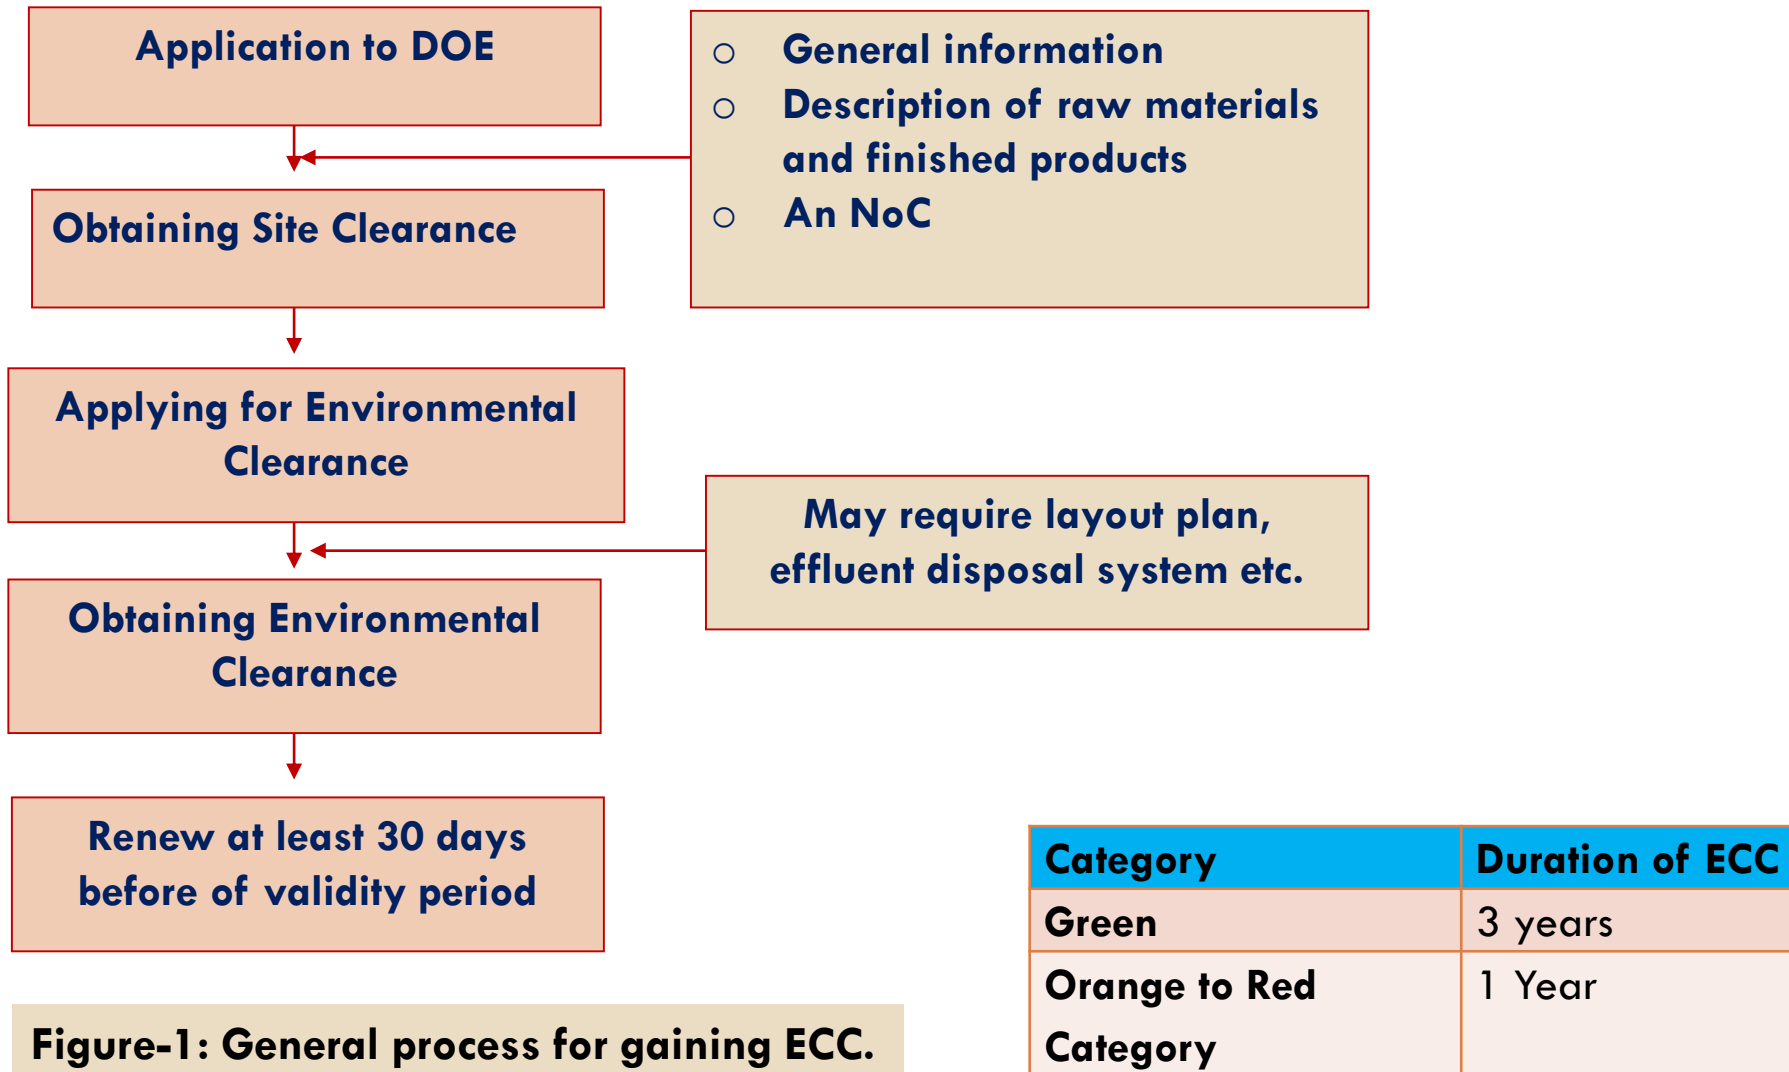 Application to DOE
○ General information
○ Description of raw materials
and finished products
○ An NoC
Obtaining Site Clearance
Applying for Environmental
Clearance
May require layout plan,
effluent disposal system etc.
Obtaining Environmental
Clearance
Renew at least 30 days
before of validity period
Category Duration of ECC
Green 3 years
Orange to Red 1 Year
Category
Figure-1: General process for gaining ECC.